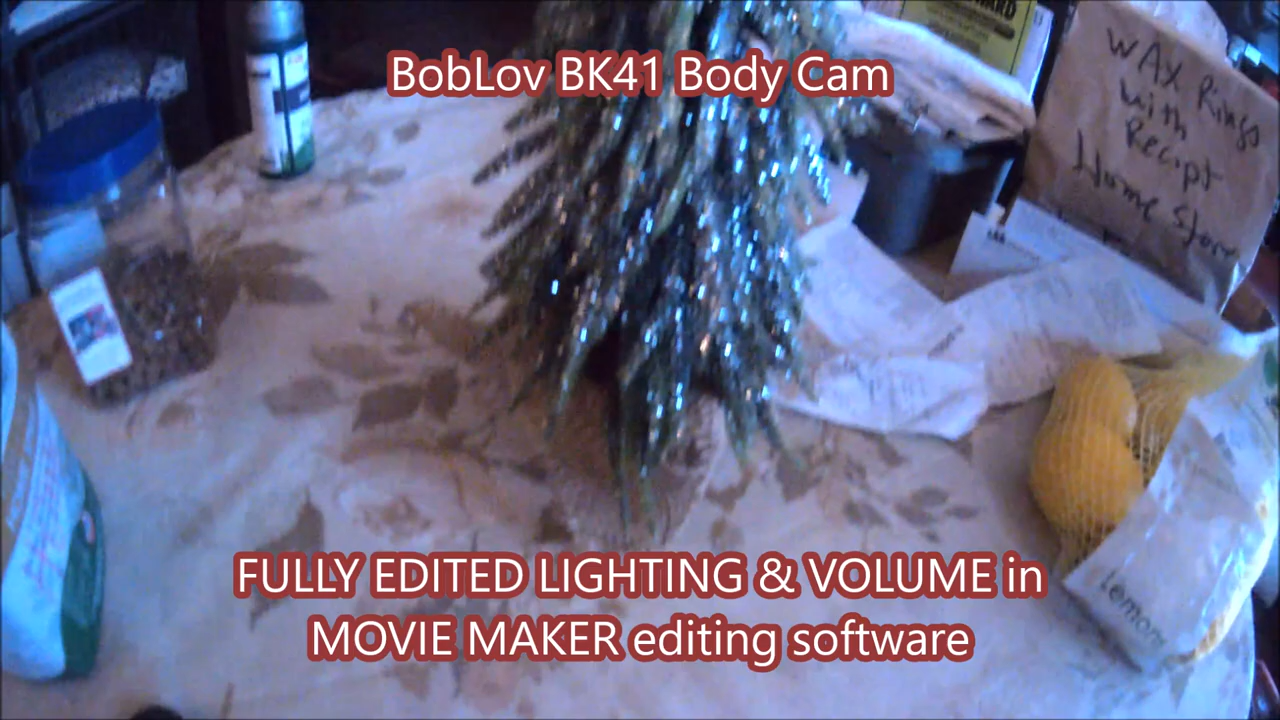 BobLov BK41 Body Cam
WARD
WAX Rings
with
Recipt
Home Store
FULLY EDITED LIGHTING & VOLUME in
MOVIE MAKER editing software
Lemons